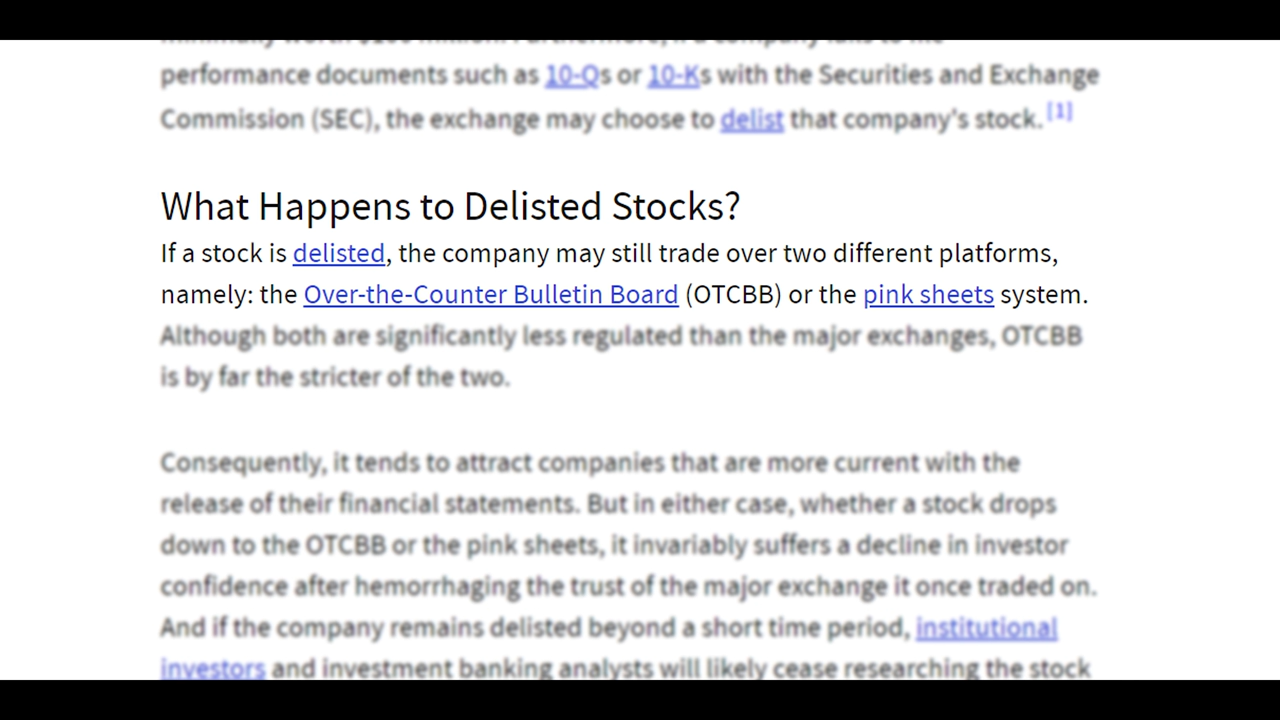 performance documents such as 10-Qs or 10-Ks with the Securities and Exchange
Commission (SEC), the exchange may choose to delist that company's stock. [1]
What Happens to Delisted Stocks?
If a stock is delisted, the company may still trade over two different platforms,
namely: the Over-the-Counter Bulletin Board (OTCBB) or the pink sheets system.
Although both are significantly less regulated than the major exchanges, OTCBB
is by far the stricter of the two.
Consequently, it tends to attract companies that are more current with the
release of their financial statements. But in either case, whether a stock drops
down to the OTCBB or the pink sheets, it invariably suffers a decline in investor
confidence after hemorrhaging the trust of the major exchange it once traded on.
And if the company remains delisted beyond a short time period, institutional
investors and investment banking analysts will likely cease researching the stock